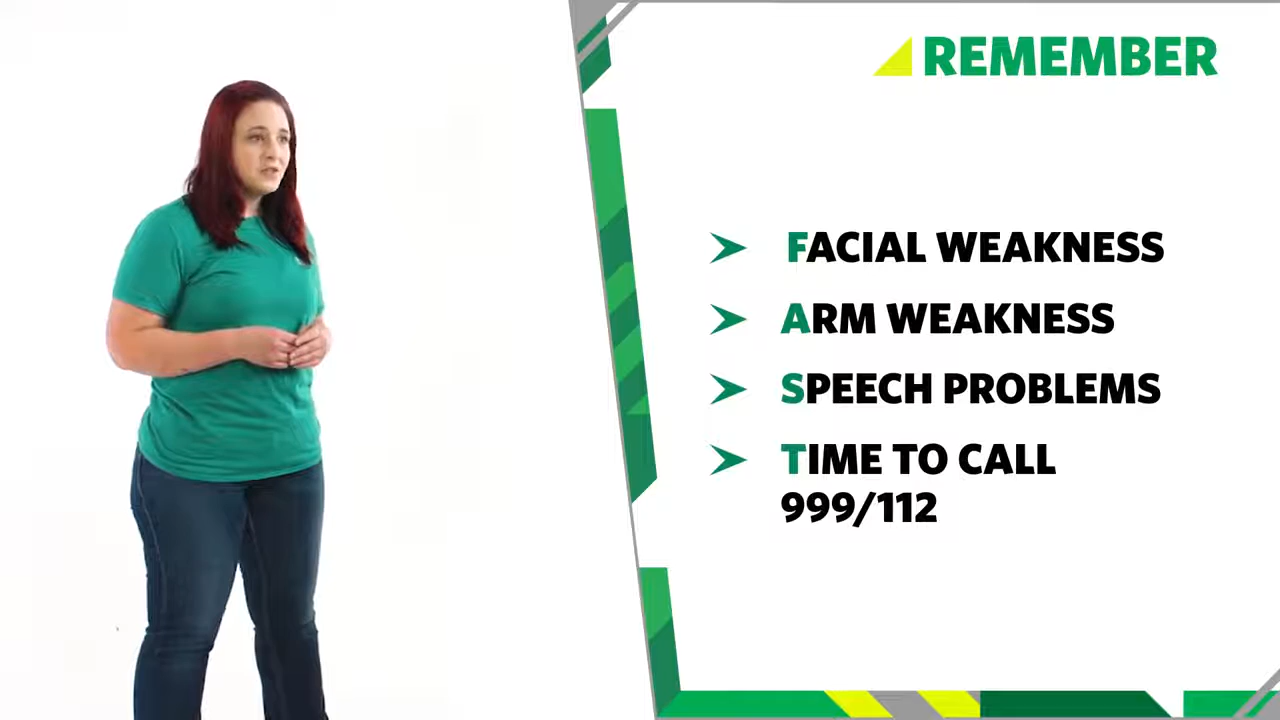 REMEMBER
FACIAL WEAKNESS
ARM WEAKNESS
SPEECH PROBLEMS
TIME TO CALL
999/112